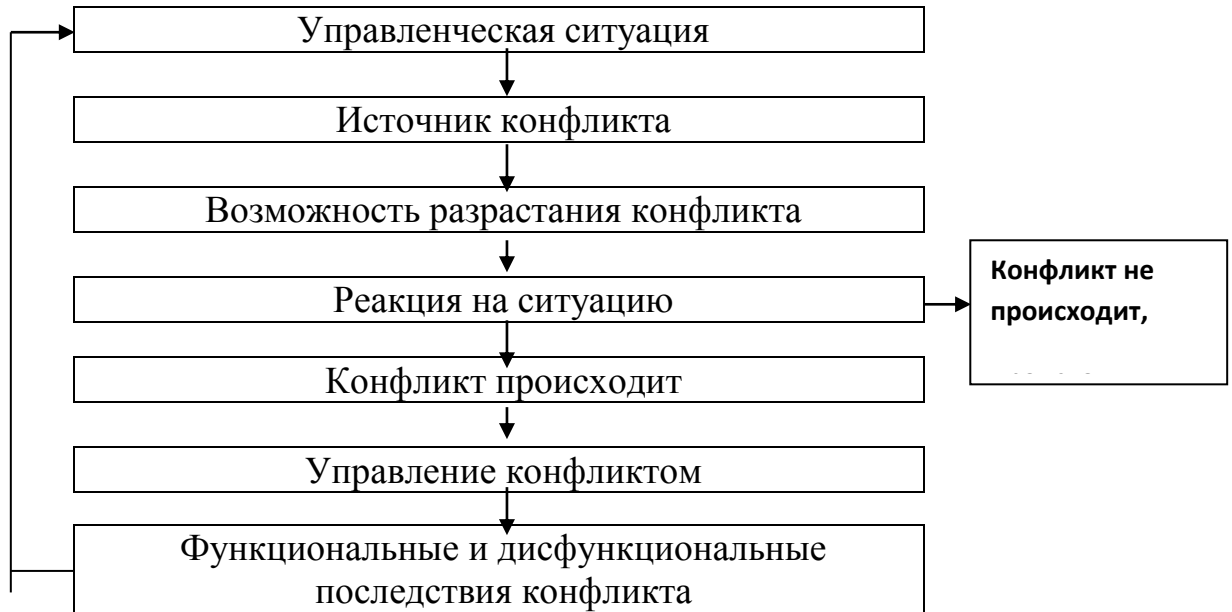 Управленческая ситуация
Источник конфликта
Возможность разрастания конфликта
Реакция на ситуацию
Конфликт не
происходит,
Конфликт происходит
Управление конфликтом
Функциональные и дисфункциональные
последствия конфликта